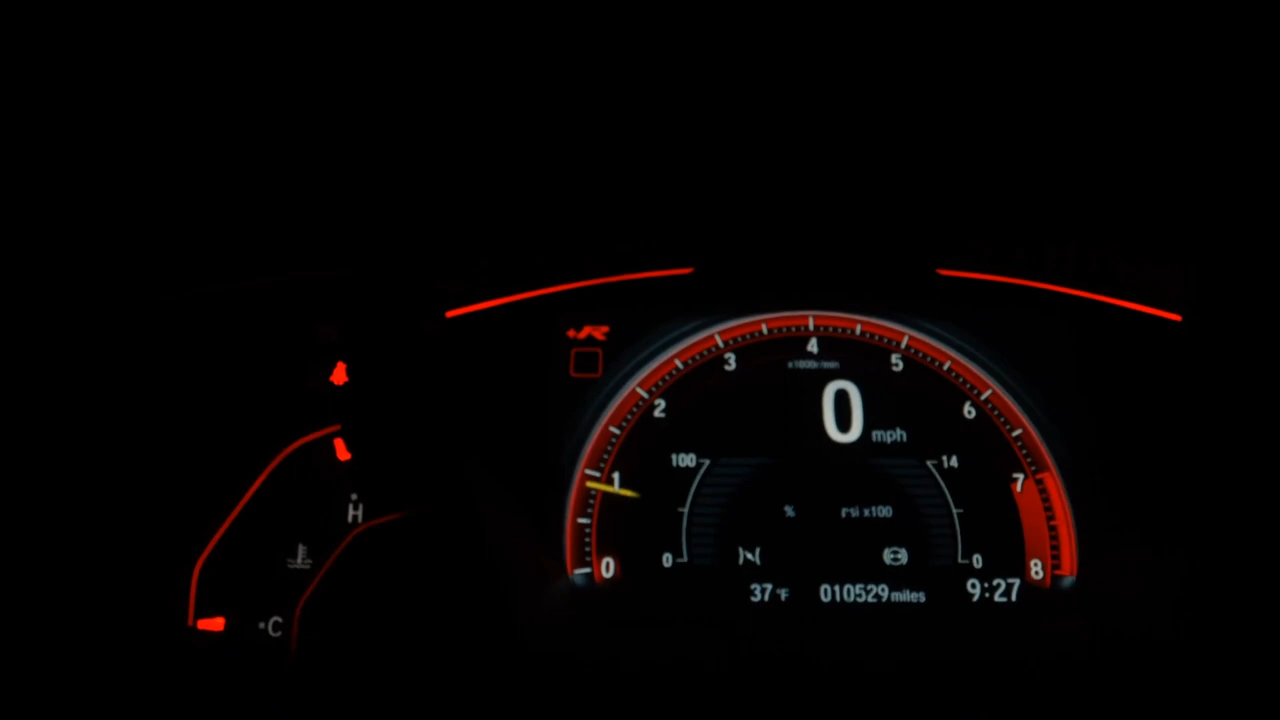 +R
4
3 5
x1000r/min
2 6
0 mph
100 14
1 7
H
% psi x100
0 0
0 8
37°F 010529 miles 9:27
C